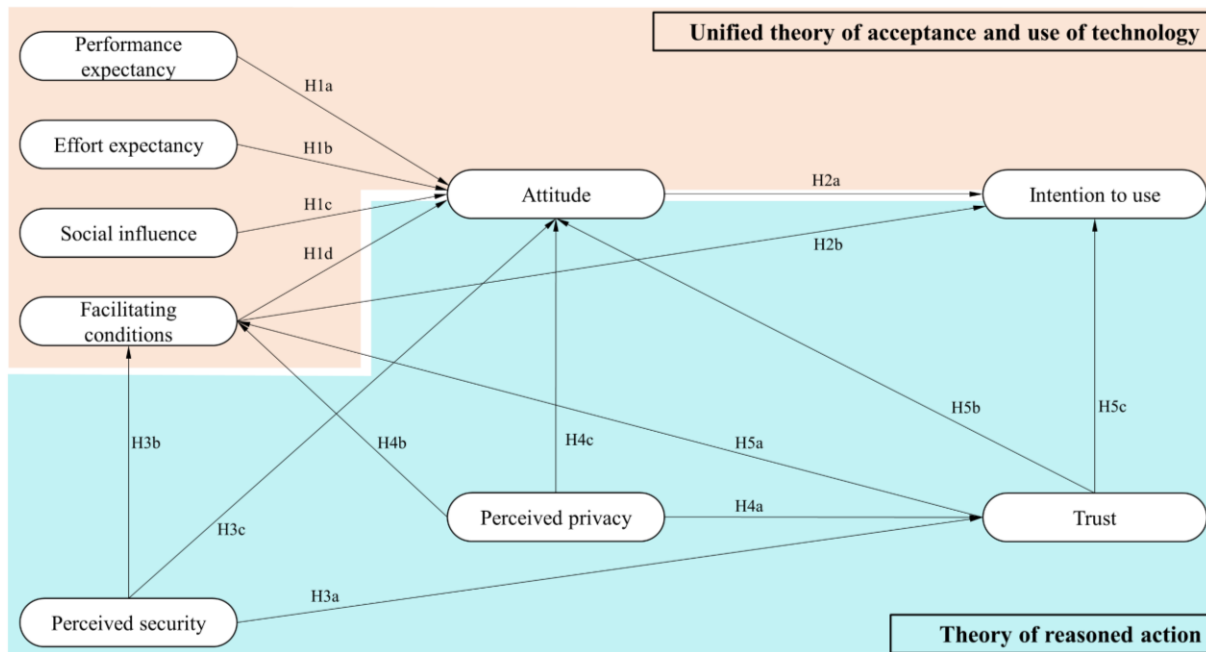 Unified theory of acceptance and use of technology
Performance
expectancy
H1a
Effort expectancy
H1b
Attitude
H2a
Intention to use
Social influence
H1c
H1d
H2b
Facilitating
conditions
H3b
H4b
H4c
H5a
H5b
H5c
H3c
Perceived privacy
H4a
Trust
H3a
Perceived security
Theory of reasoned action